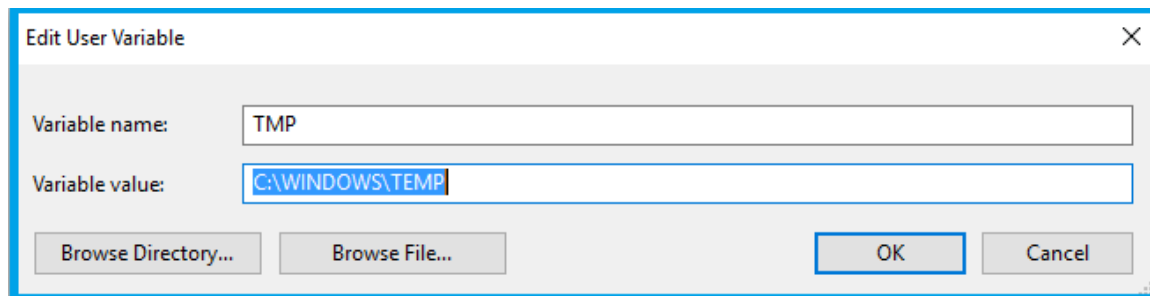 Edit User Variable
Variable name: TMP
Variable value: C:\WINDOWS\TEMP
Browse Directory... Browse File... OK Cancel